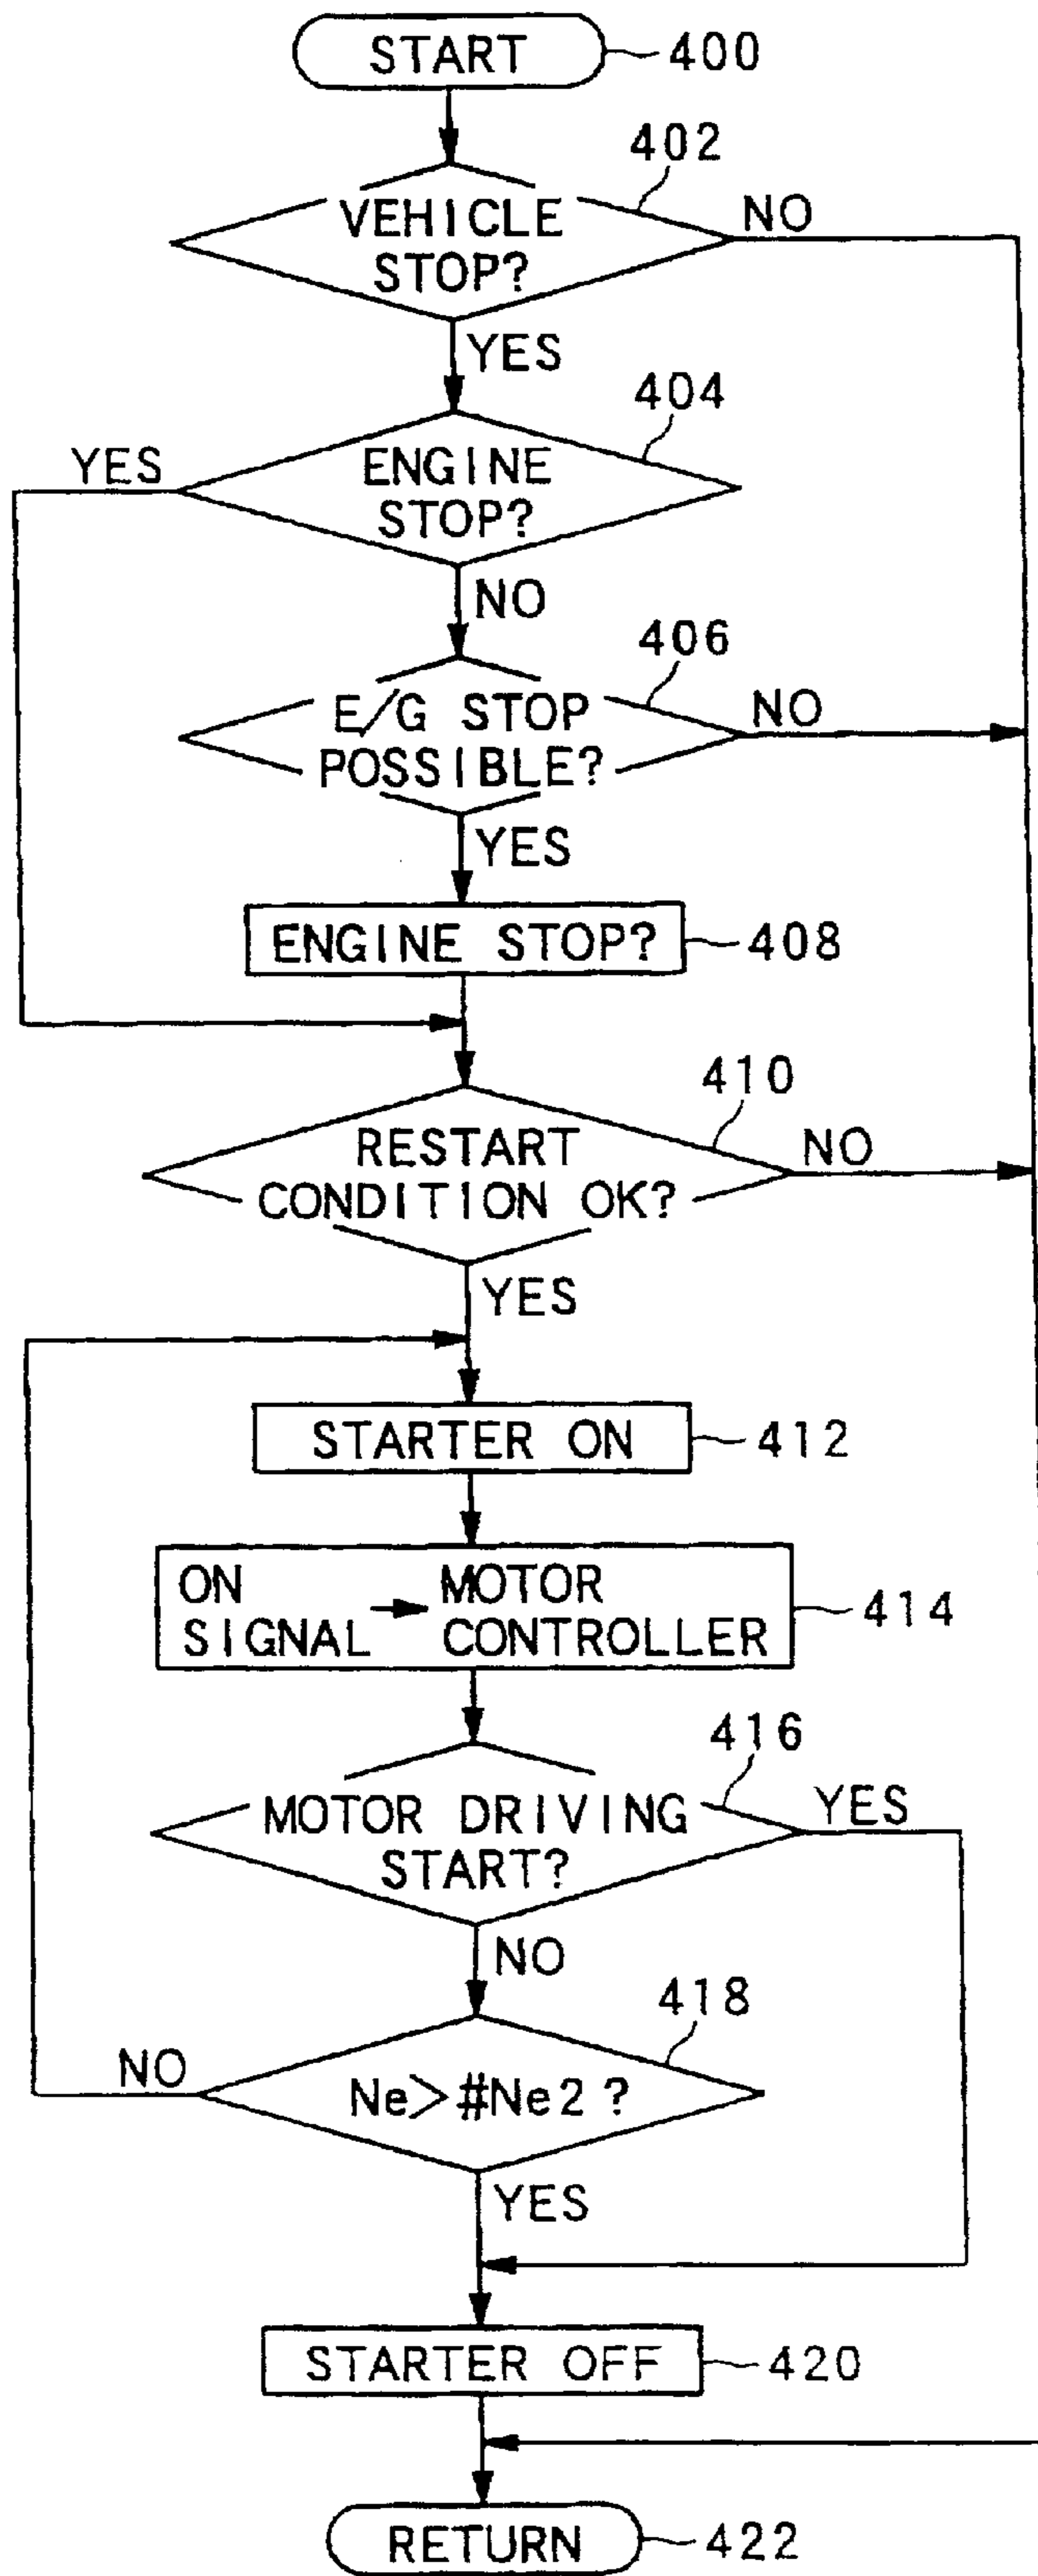 START
400
402
VEHICLE
STOP?
NO
YES
404
YES
ENGINE
STOP?
NO
406
E/G STOP
POSSIBLE?
NO
YES
ENGINE STOP?
408
410
RESTART
CONDITION OK?
NO
YES
STARTER ON
412
ON
SIGNAL
MOTOR
CONTROLLER
414
416
MOTOR DRIVING
START?
YES
NO
418
NO
Ne>#Ne2?
YES
STARTER OFF
420
RETURN
422